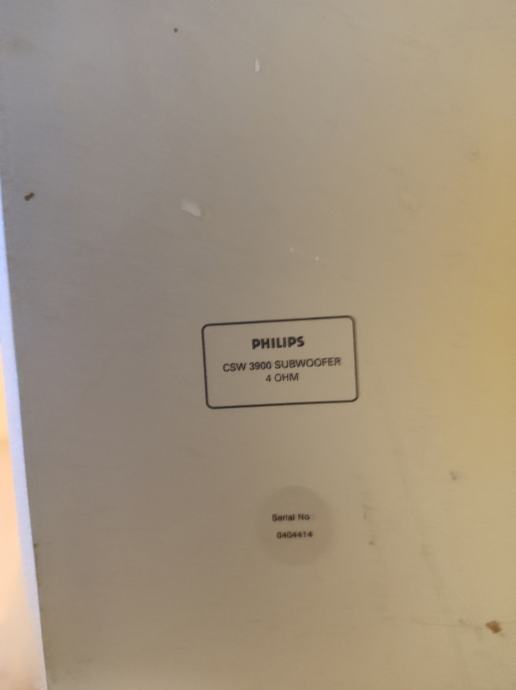 PHILIPS
CSW 3900 SUBWOOFER
4 OHM
Serial No:
0404414